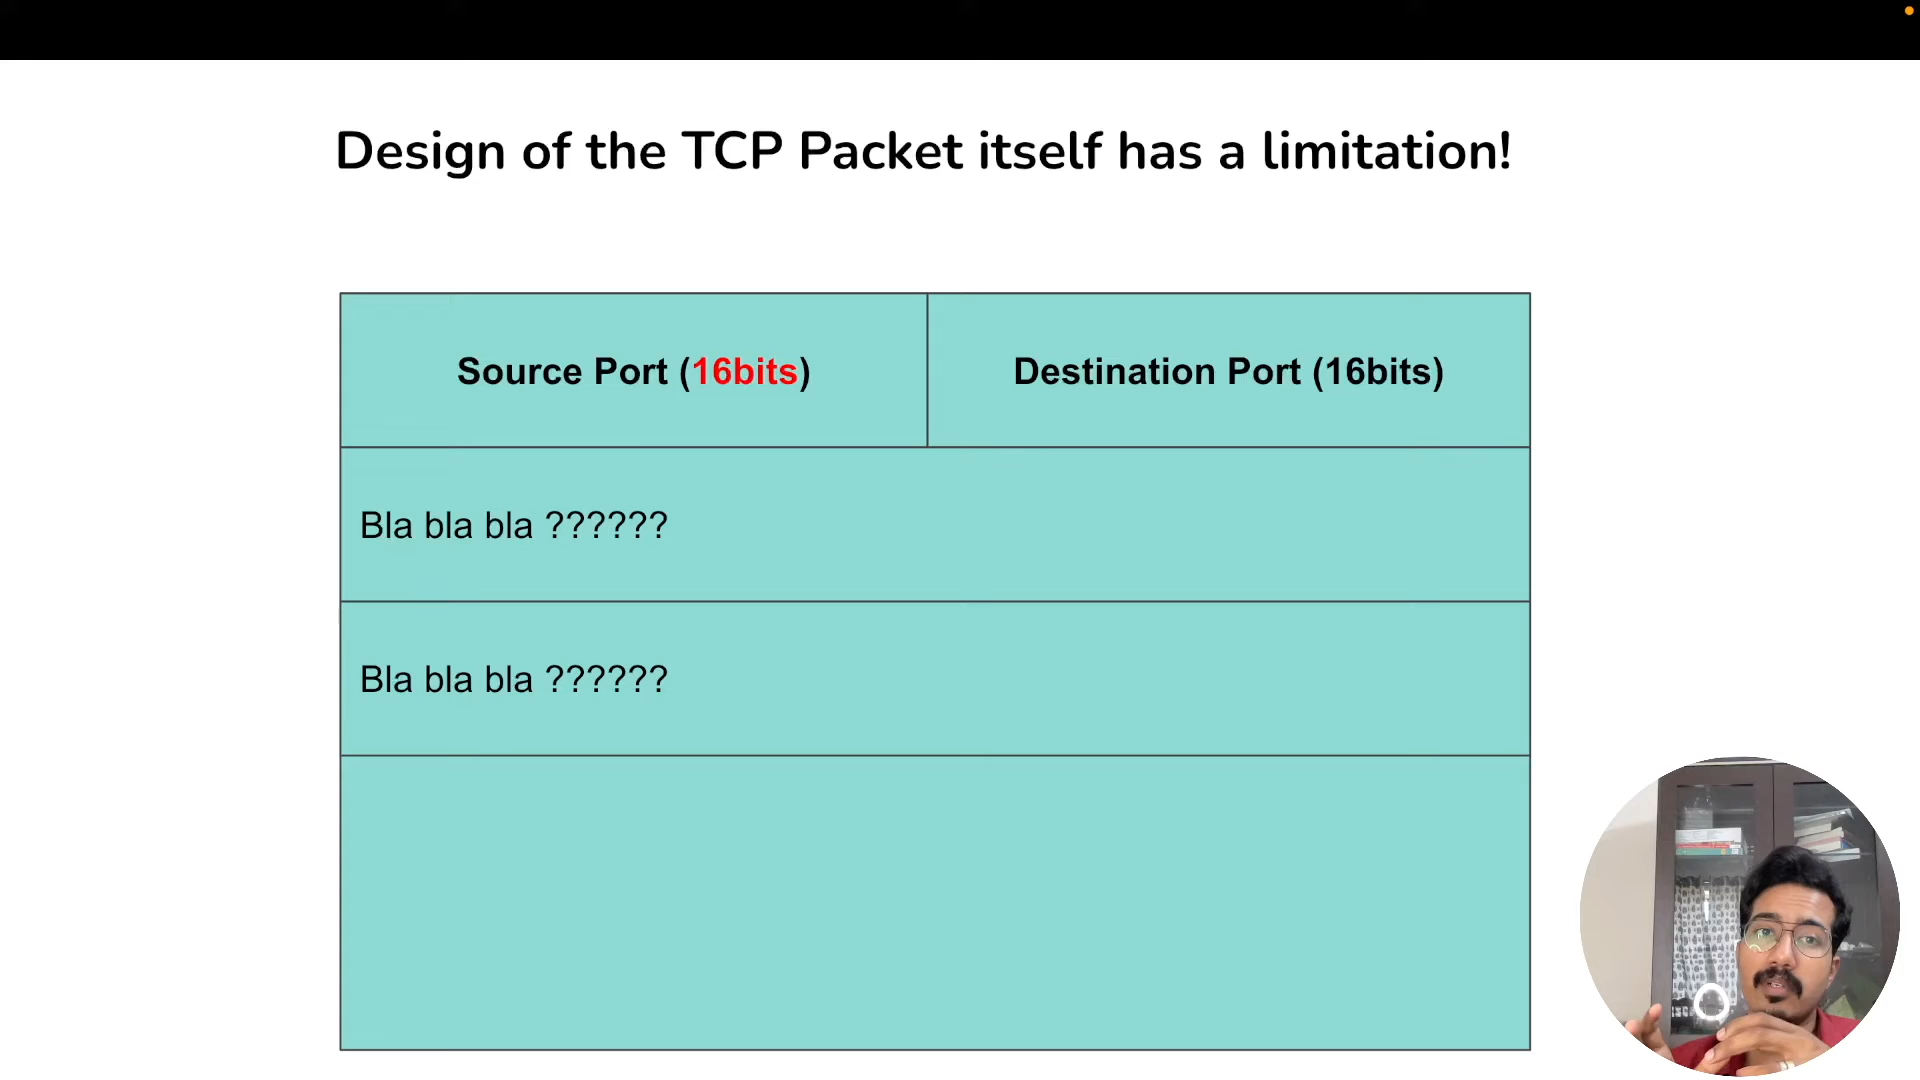 Design of the TCP Packet itself has a limitation!
Source Port (16bits)
Destination Port (16bits)
Bla bla bla ??????
Bla bla bla ??????